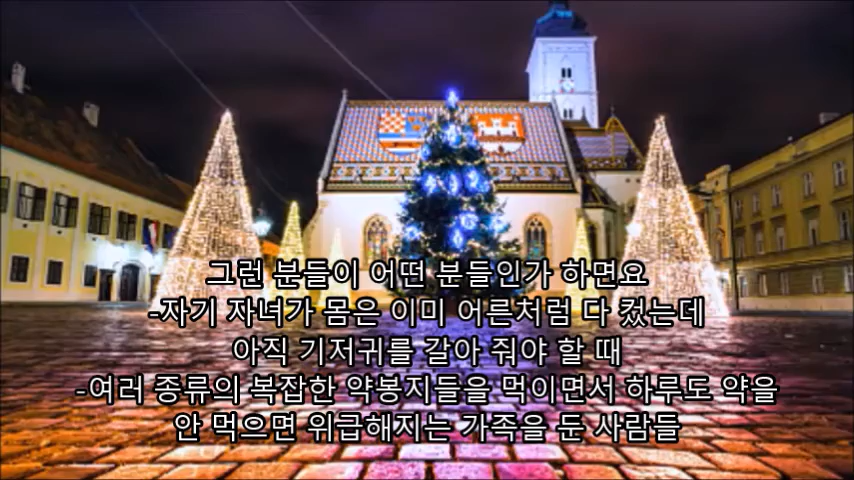 그런 분들이 어떤 분들인가 하면요
-자기 자녀가 몸은 이미 어른처럼 다 컸는데
아직 기저귀를 갈아 줘야 할 때
-여러 종류의 복잡한 약봉지들을 먹이면서 하루도 약을
안 먹으면 위급해지는 가족을 둔 사람들